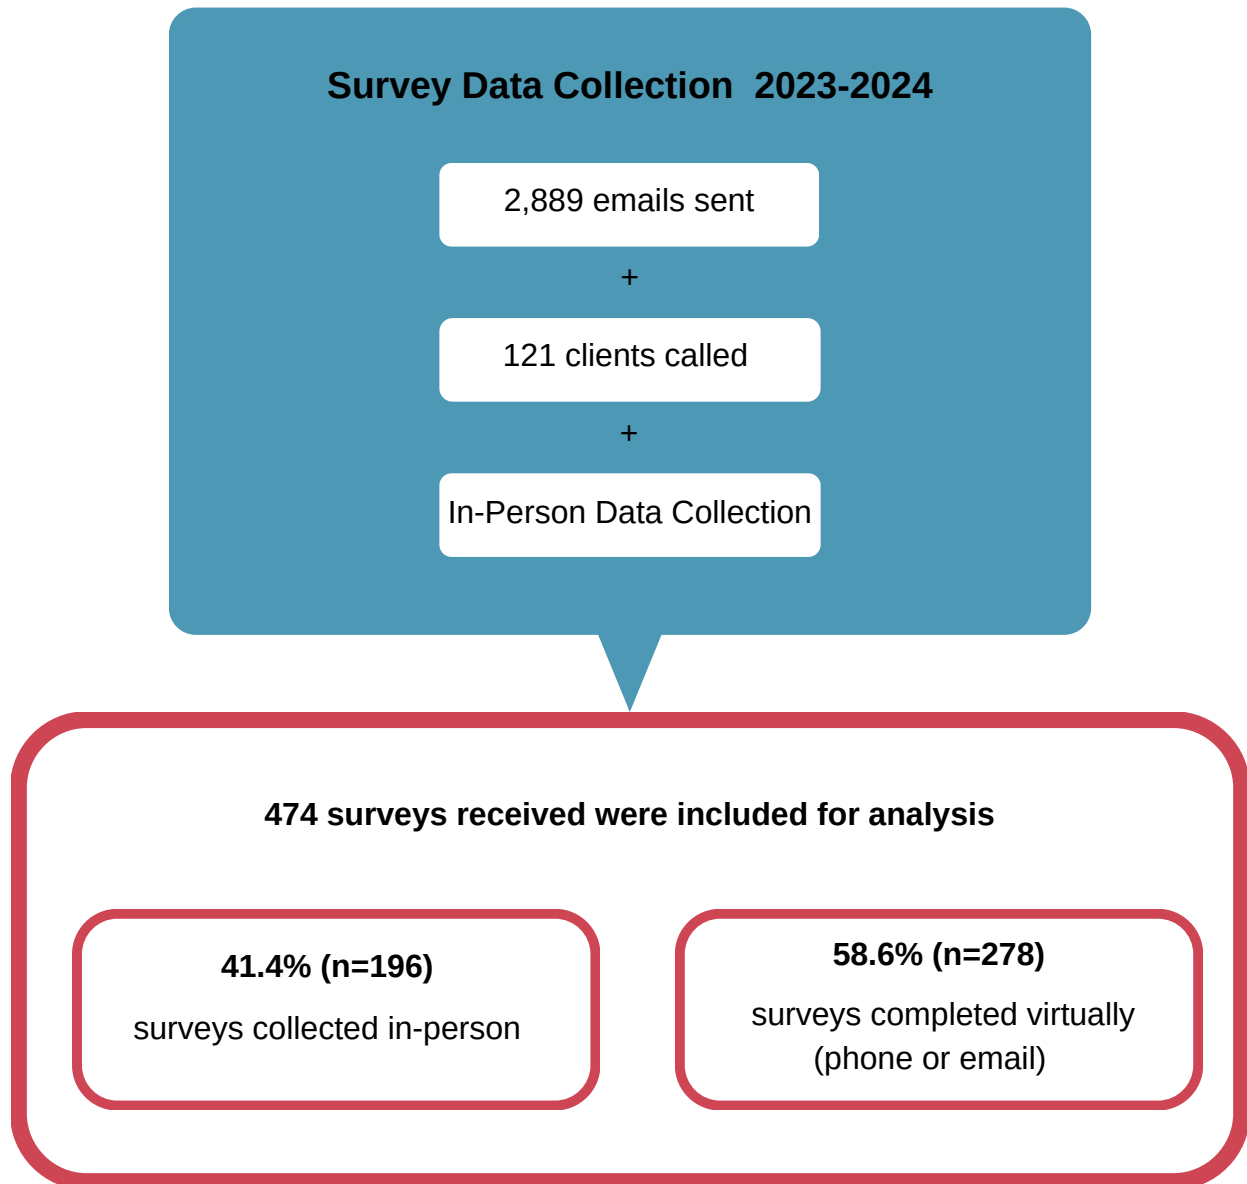 Survey Data Collection  2023-2024
2,889 emails sent
+
121 clients called
+
In-Person Data Collection
474 surveys received were included for analysis
41.4% (n=196)
surveys collected in-person
58.6% (n=278)
surveys completed virtually
(phone or email)